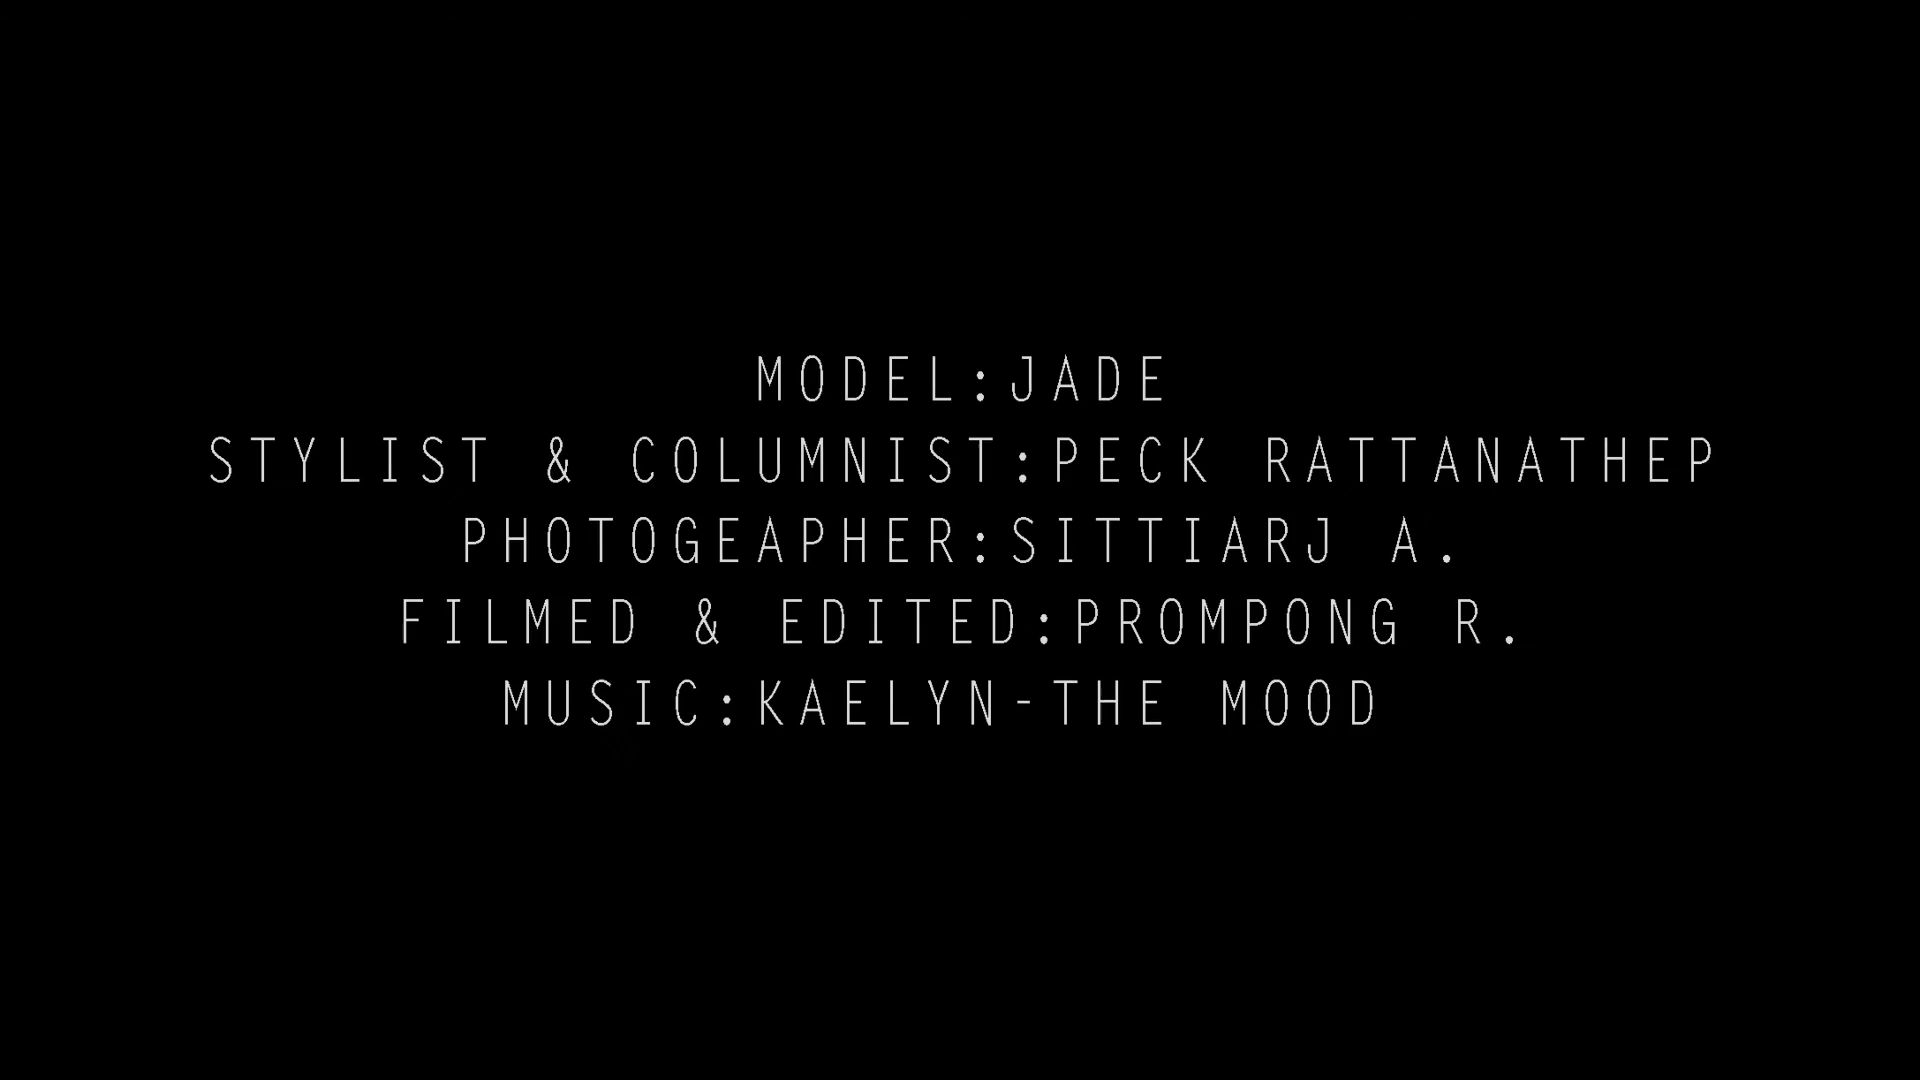 MODEL:JADE
STYLIST & COLUMNIST:PECK RATTANATHEP
PHOTOGEAPHER:SITTIARJ A.
FILMED & EDITED:PROMPONG R.
MUSIC:KAELYN-THE MOOD